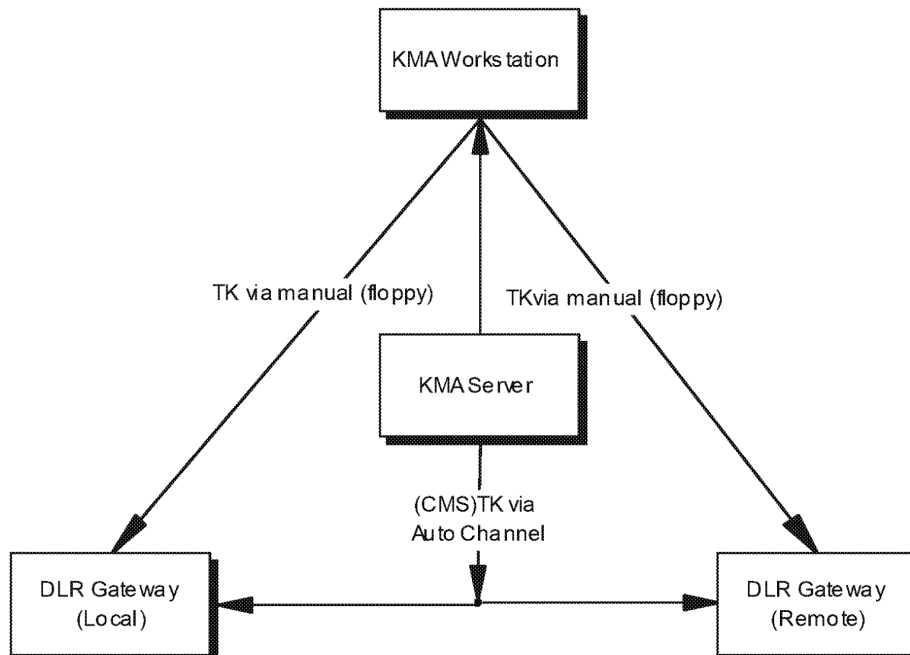 KMA Workstation
TK via manual (floppy)
TKvia manual (floppy)
KMA Server
(CMS)TK via
Auto Channel
DLR Gateway
(Local)
DLR Gateway
(Remote)